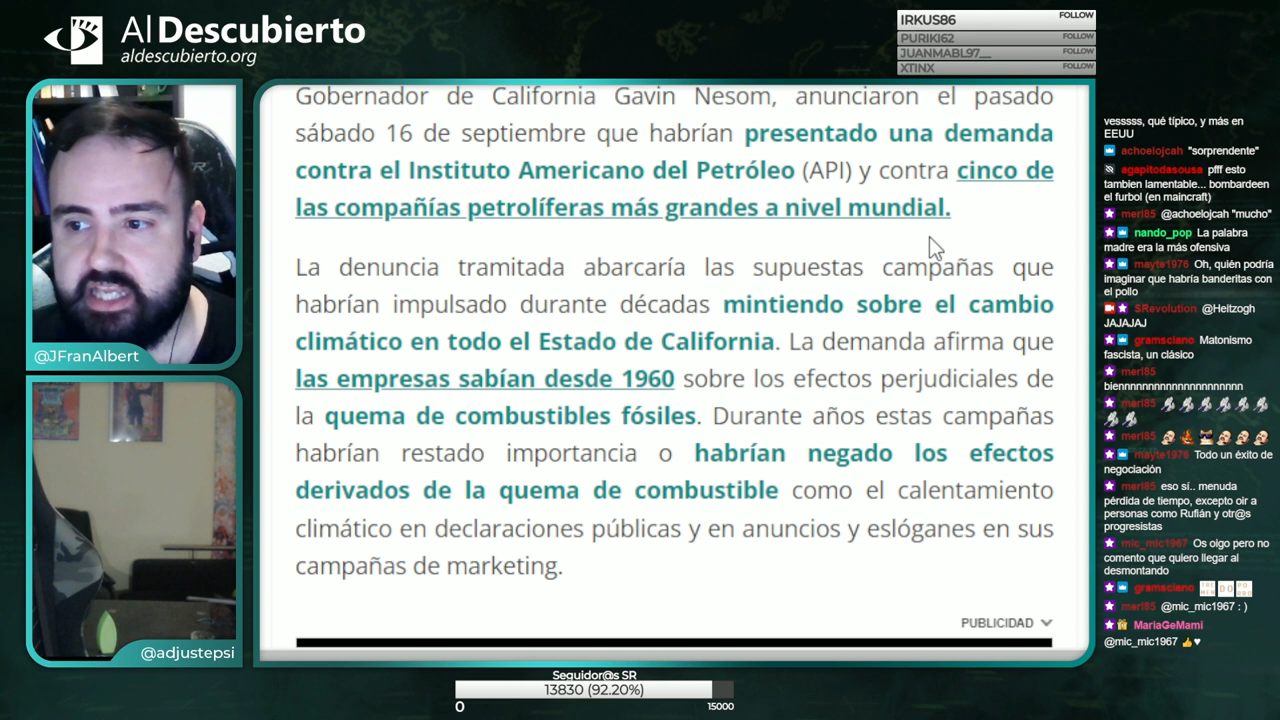 Al Descubierto
aldescubierto.org
IRKUS86 FOLLOW
PURIKI62 FOLLOW
JUANMABL97__ FOLLOW
XTINX FOLLOW
@JFranAlbert
@adjustepsi
Gobernador de California Gavin Nesom, anunciaron el pasado
sábado 16 de septiembre que habrían presentado una demanda
contra el Instituto Americano del Petróleo (API) y contra cinco de
las compañías petrolíferas más grandes a nivel mundial.
La denuncia tramitada abarcaría las supuestas campañas que
habrían impulsado durante décadas mintiendo sobre el cambio
climático en todo el Estado de California. La demanda afirma que
las empresas sabían desde 1960 sobre los efectos perjudiciales de
la quema de combustibles fósiles. Durante años estas campañas
habrían restado importancia o habrían negado los efectos
derivados de la quema de combustible como el calentamiento
climático en declaraciones públicas y en anuncios y eslóganes en sus
campañas de marketing.
PUBLICIDAD
vesssss, qué típico, y más en
EEUU
achoelojcah "sorprendente"
agapitodasousa pfff esto
tambien lamentable... bombardeen
el furbol (en maincraft)
merl85 @achoelojcah "mucho"
nando_pop La palabra
madre era la más ofensiva
mayte1976 Oh, quién podría
imaginar que habría banderitas con
el pollo
SRevolution @Heitzogh
JAJAJAJ
gramsciano Matonismo
fascista, un clásico
merl85
biennnnnnnnnnnnnnnnnnnn
merl85
merl85
mayte1976 Todo un éxito de
negociación
merl85 eso sí.. menuda
pérdida de tiempo, excepto oir a
personas como Rufián y otr@s
progresistas
mic_mic1967 Os oigo pero no
comento que quiero llegar al
desmontando
gramsciano
merl85 @mic_mic1967 : )
MariaGeMami
@mic_mic1967
Seguidor@s SR
13830 (92.20%)
0 15000